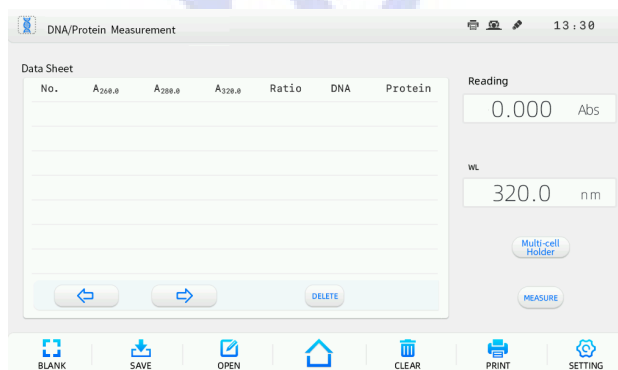 DNA/Protein Measurement
13:30
Data Sheet
No. A260.0 A280.0 A320.0 Ratio DNA Protein
Reading
0.000 Abs
WL
320.0 nm
Multi-cell
Holder
DELETE
MEASURE
BLANK SAVE OPEN CLEAR PRINT SETTING